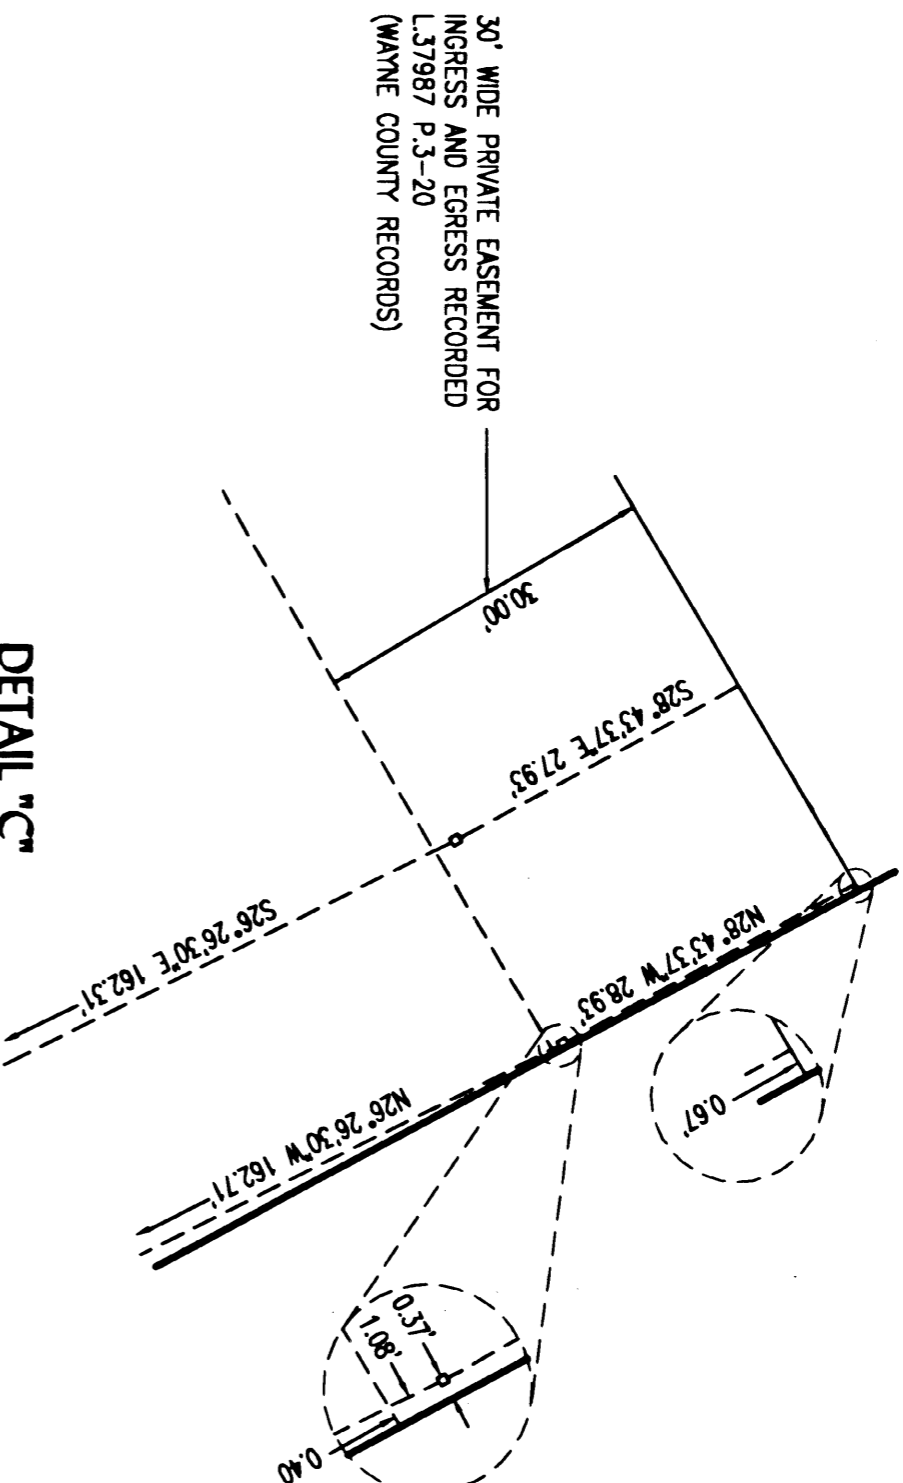 30' WIDE PRIVATE EASEMENT FOR
INGRESS AND EGRESS RECORDED
L.37987 P.3-20
(WAYNE COUNTY RECORDS)
30.00'
S28°43'37"E 27.93'
S26°26'30"E 162.31'
N28°43'37"W 28.93'
N26°26'30"W 162.71'
0.67'
0.37'
1.08'
0.40
DETAIL "C"